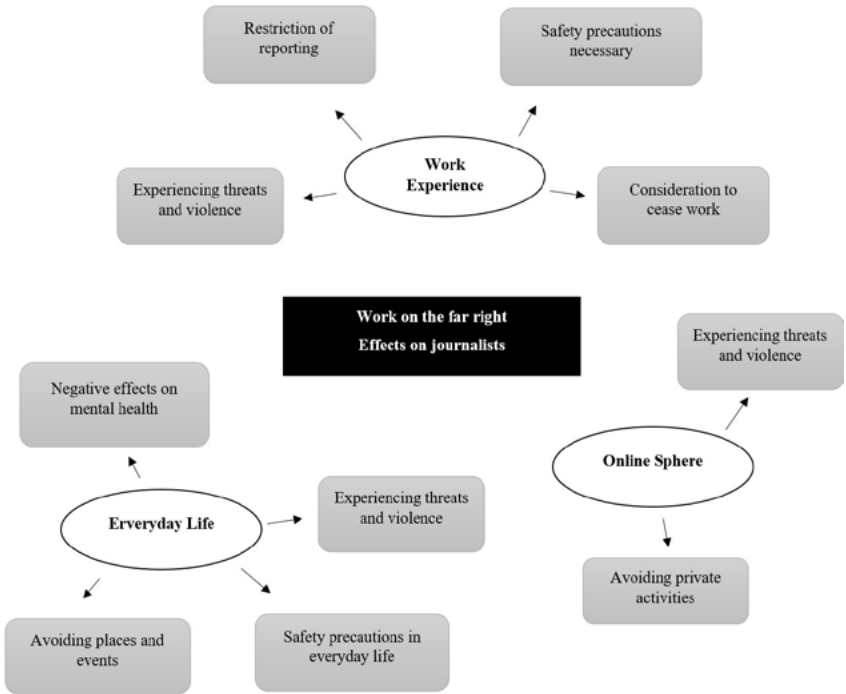 Restriction of
reporting
Safety precautions
necessary
Work
Experience
Experiencing threats
and violence
Consideration to
cease work
Work on the far right
Effects on journalists
Experiencing threats
and violence
Negative effects on
mental health
Online Sphere
Experiencing threats
and violence
Erveryday Life
Avoiding private
activities
Avoiding places and
events
Safety precautions in
everyday life